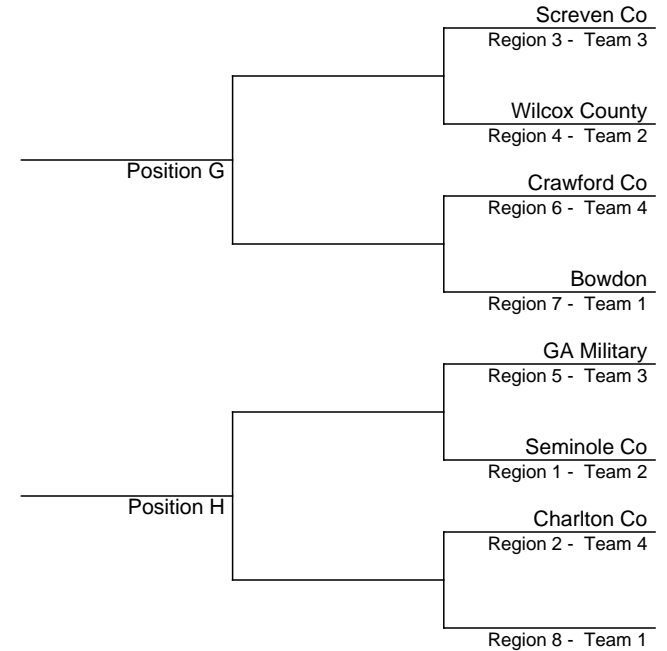 Screven Co
Region 3 - Team 3
Wilcox County
Region 4 - Team 2
Position G
Crawford Co
Region 6 - Team 4
Bowdon
Region 7 - Team 1
GA Military
Region 5 - Team 3
Seminole Co
Region 1 - Team 2
Position H
Charlton Co
Region 2 - Team 4
Region 8 - Team 1